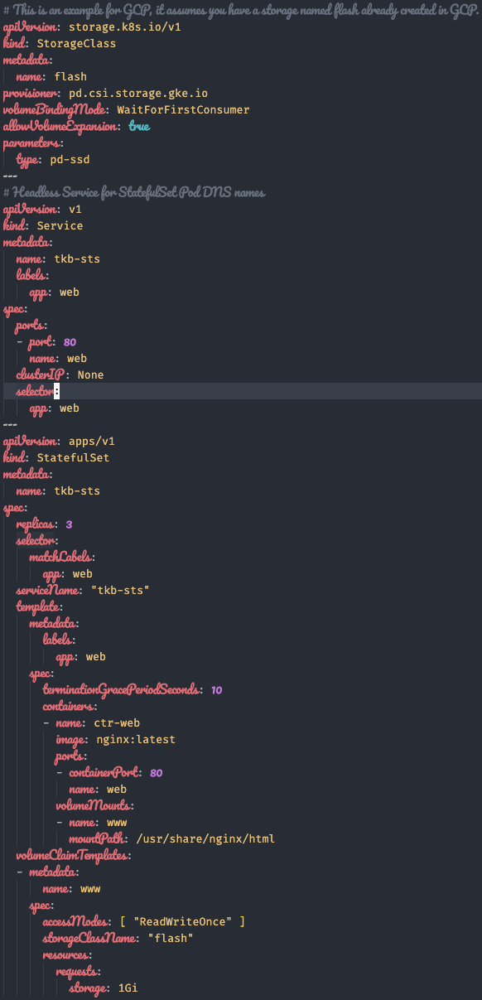 # This is an example for GCP, it assumes you have a storage named flash already created in GCP.
apiVersion: storage.k8s.io/v1
kind: StorageClass
metadata:
  name: flash
provisioner: pd.csi.storage.gke.io
volumeBindingMode: WaitForFirstConsumer
allowVolumeExpansion: true
parameters:
  type: pd-ssd
---
# Headless Service for StatefulSet Pod DNS names
apiVersion: v1
kind: Service
metadata:
  name: tkb-sts
  labels:
    app: web
spec:
  ports:
  - port: 80
    name: web
  clusterIP: None
  selector:
    app: web
---
apiVersion: apps/v1
kind: StatefulSet
metadata:
  name: tkb-sts
spec:
  replicas: 3
  selector:
    matchLabels:
      app: web
  serviceName: "tkb-sts"
  template:
    metadata:
      labels:
        app: web
    spec:
      terminationGracePeriodSeconds: 10
      containers:
      - name: ctr-web
        image: nginx:latest
        ports:
        - containerPort: 80
          name: web
        volumeMounts:
        - name: www
          mountPath: /usr/share/nginx/html
  volumeClaimTemplates:
  - metadata:
      name: www
    spec:
      accessModes: [ "ReadWriteOnce" ]
      storageClassName: "flash"
      resources:
        requests:
          storage: 1Gi